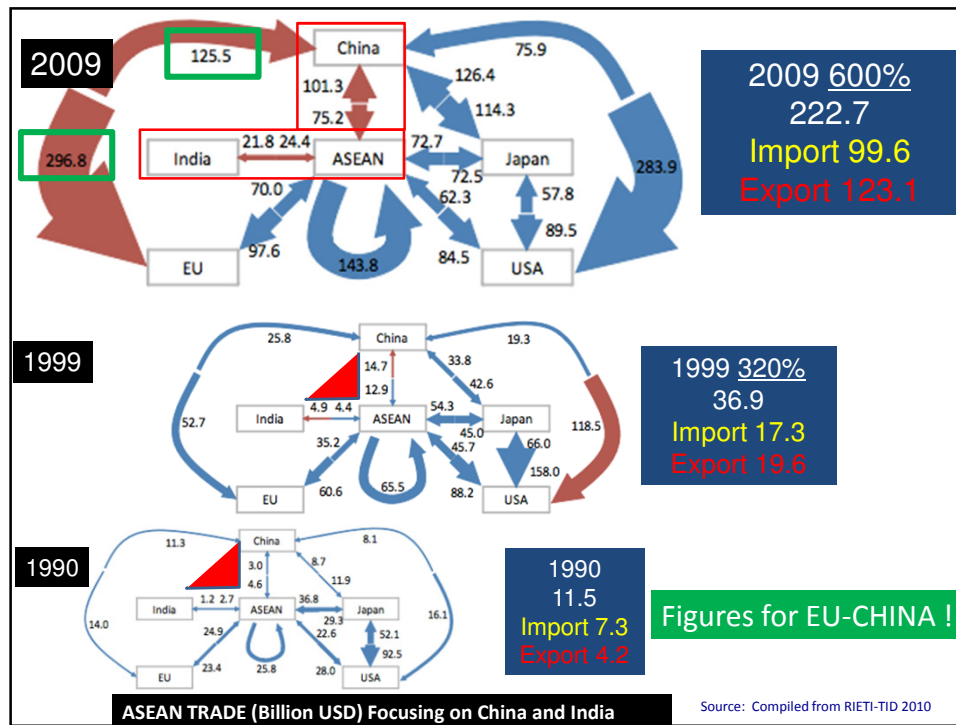 2009
125.5
China
75.9
126.4
101.3
114.3
75.2
296.8
India
21.8 24.4
ASEAN
72.7
72.5
Japan
283.9
70.0
62.3
57.8
97.6
89.5
84.5
EU
143.8
USA
2009 600%
222.7
Import 99.6
Export 123.1
1999
25.8
China
19.3
14.7
33.8
12.9
42.6
India
4.9 4.4
ASEAN
54.3
45.0
Japan
52.7
118.5
35.2
45.7
66.0
60.6
65.5
88.2
158.0
EU
USA
1999 320%
36.9
Import 17.3
Export 19.6
1990
11.3
China
8.1
3.0
8.7
4.6
11.9
India
1.2 2.7
ASEAN
36.8
29.3
Japan
14.0
16.1
24.9
22.6
52.1
92.5
23.4
25.8
28.0
EU
USA
1990
11.5
Import 7.3
Export 4.2
Figures for EU-CHINA !
ASEAN TRADE (Billion USD) Focusing on China and India
Source: Compiled from RIETI-TID 2010